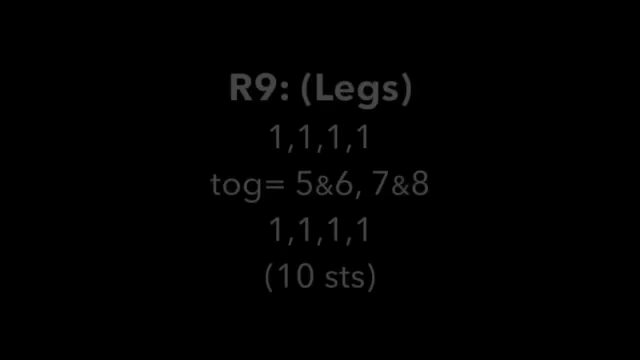 R9: (Legs)
1,1,1,1
tog= 5&6, 7&8
1,1,1,1
(10 sts)